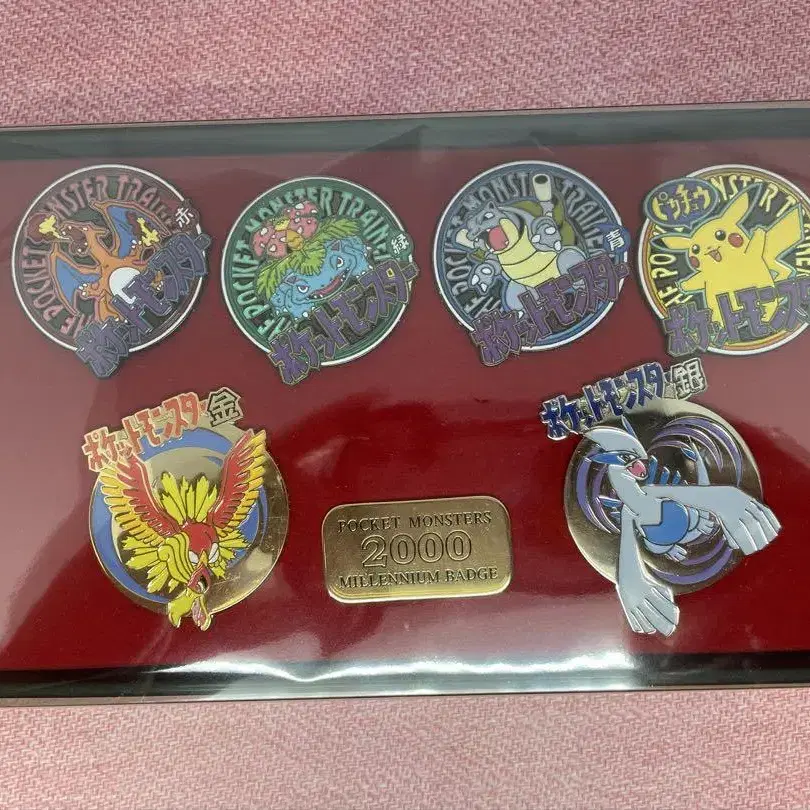 THE POCKET MONSTER TRAINER
赤
ポケットモンスター
THE POCKET MONSTER TRAINER
緑
ポケットモンスター
THE POCKET MONSTER TRAINER
青
ポケットモンスター
ピカチュウ
ポケットモンスター
ポケットモンスター金
ポケットモンスター銀
POCKET MONSTERS
2000
MILLENNIUM BADGE